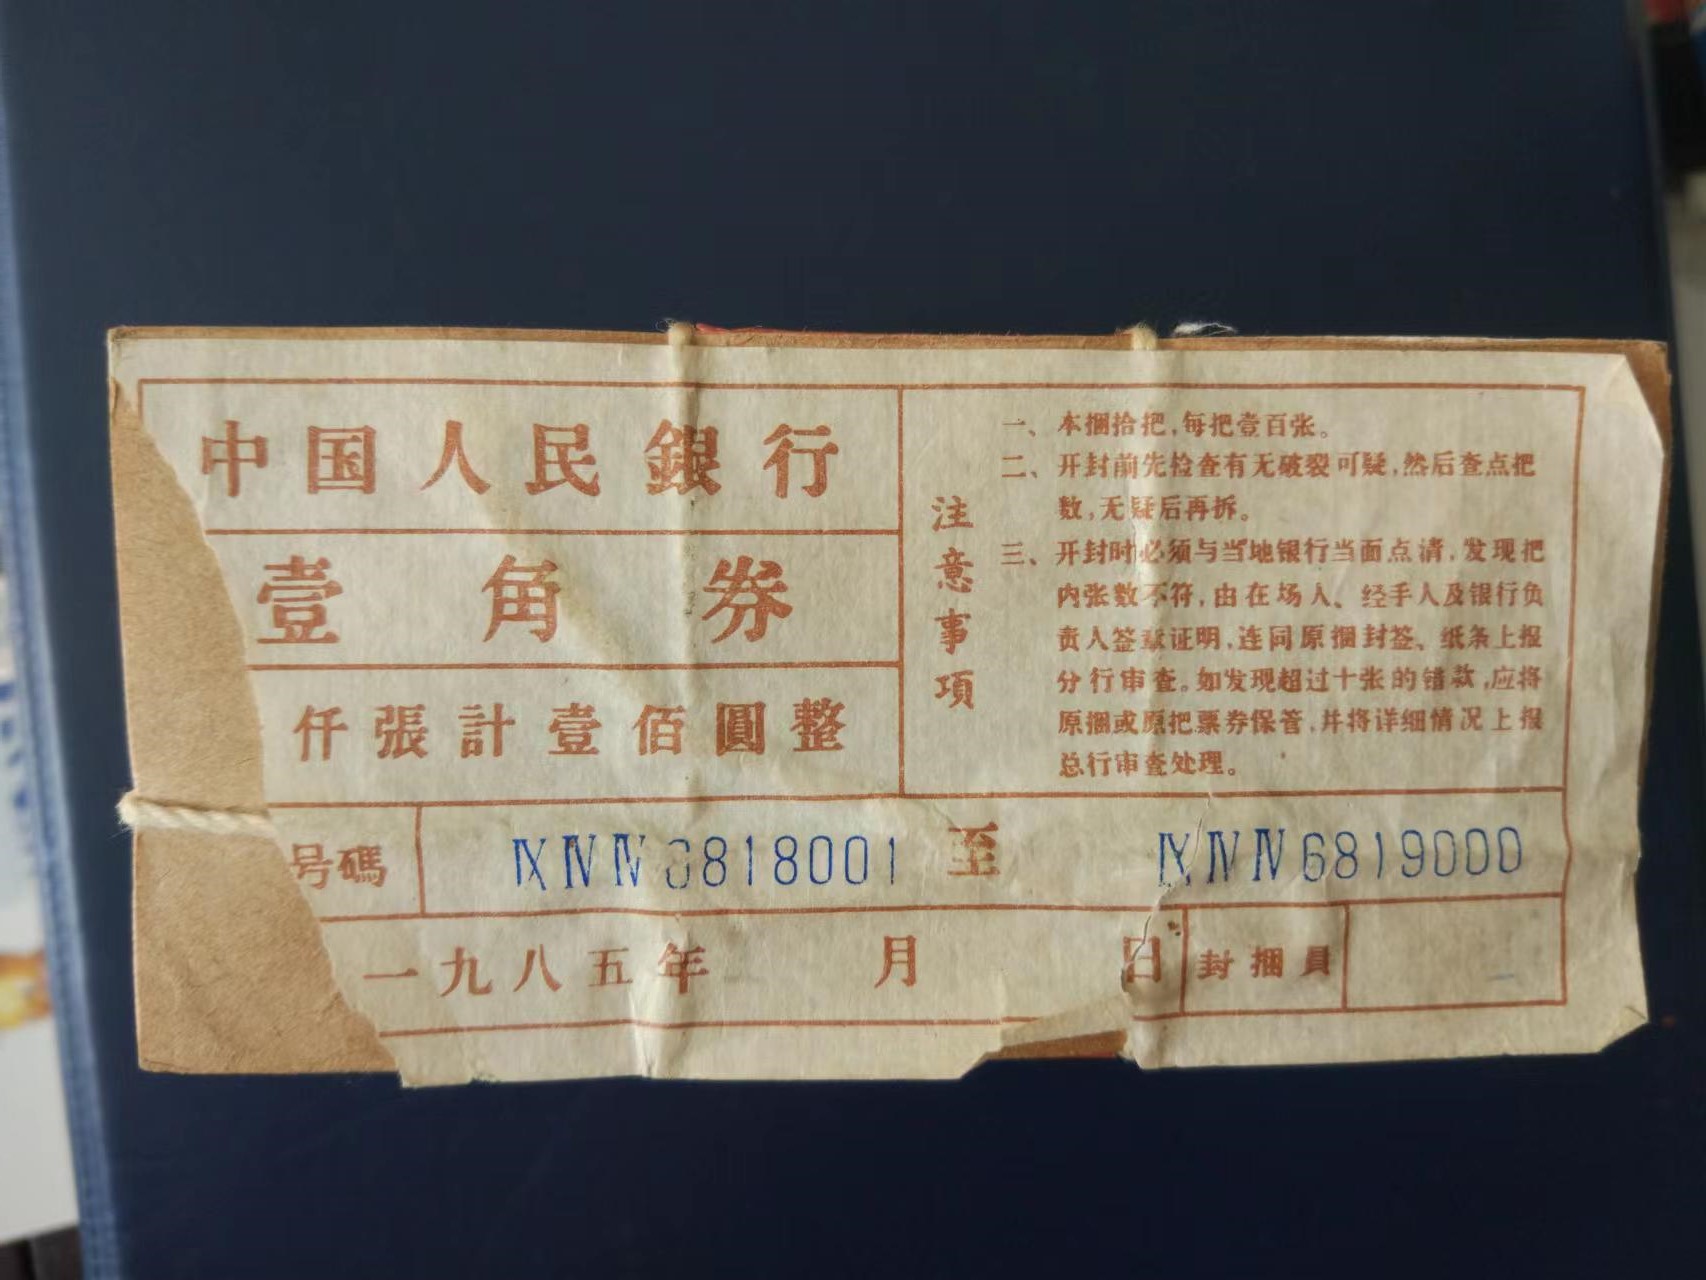 中国人民銀行
壹角券
仟張計壹佰圓整
注意事項
一、本捆拾把，每把壹百张。
二、开封前先检查有无破裂可疑，然后查点把
数，无疑后再拆。
三、开封时必须与当地银行当面点清，发现把
内张数不符，由在场人、经手人及银行负
责人签章证明，连同原捆封签、纸条上报
分行审查。如发现超过十张的错款，应将
原捆或原把票券保管，并将详细情况上报
总行审查处理。
号碼 ⅨⅣⅣ6818001 至 ⅨⅣⅣ6819000
一九八五年 月 日 封捆員